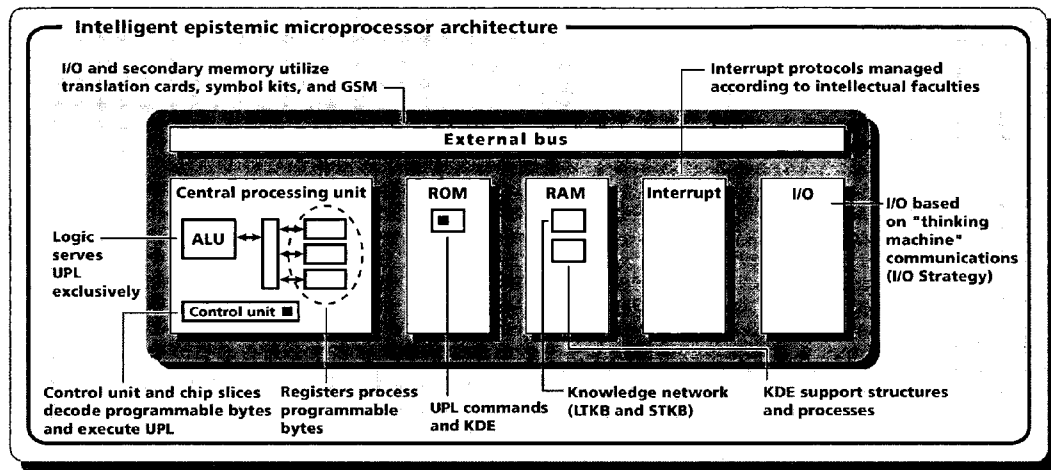 Intelligent epistemic microprocessor architecture
I/O and secondary memory utilize
translation cards, symbol kits, and GSM
Interrupt protocols managed
according to intellectual faculties
External bus
Central processing unit
ROM
RAM
Interrupt
I/O
ALU
Control unit
Logic
serves
UPL
exclusively
I/O based
on "thinking
machine"
communications
(I/O Strategy)
Control unit and chip slices
decode programmable bytes
and execute UPL
Registers process
programmable
bytes
UPL commands
and KDE
Knowledge network
(LTKB and STKB)
KDE support structures
and processes